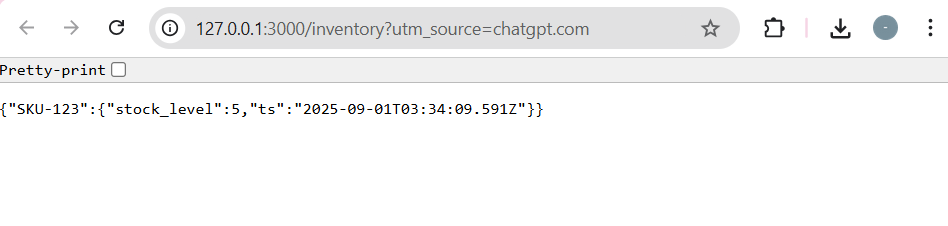 127.0.0.1:3000/inventory?utm_source=chatgpt.com
Pretty-print
{"SKU-123":{"stock_level":5,"ts":"2025-09-01T03:34:09.591Z"}}